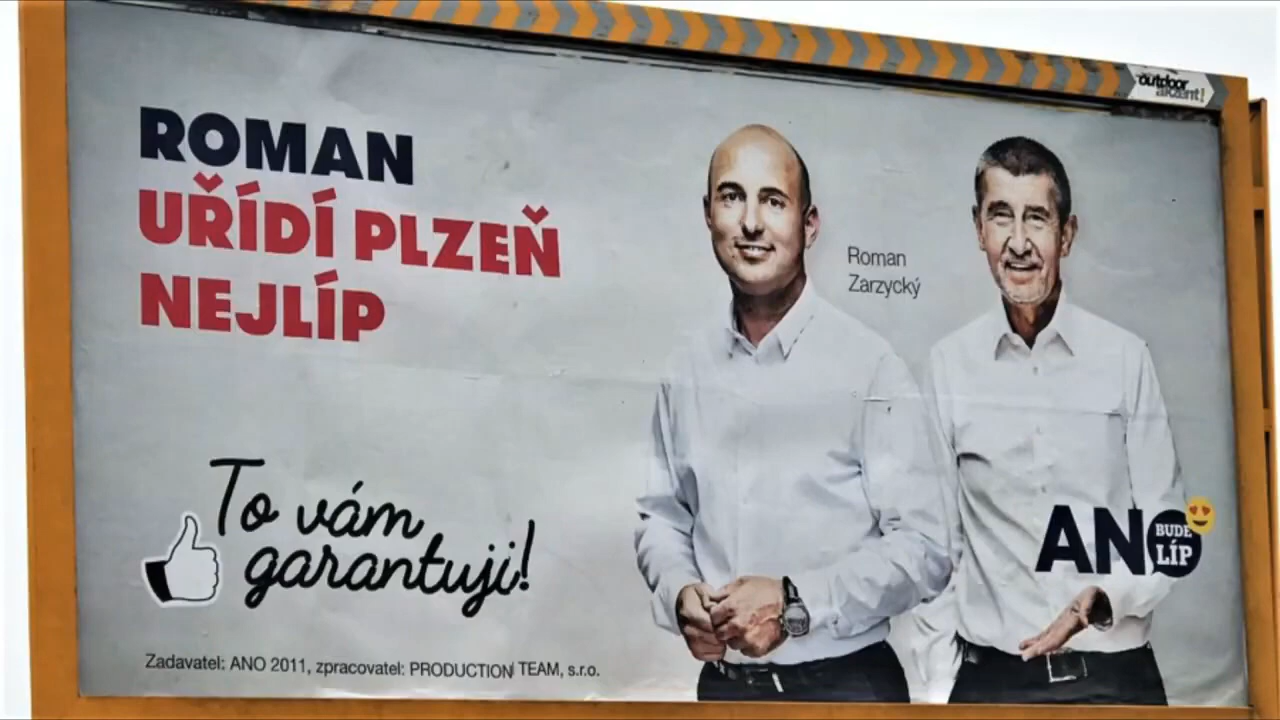 ROMAN
UŘÍDÍ PLZEŇ
NEJLÍP
To vám
garantuji!
Zadavatel: ANO 2011, zpracovatel: PRODUCTION TEAM, s.r.o.
Roman
Zarzycký
ANO
BUDE
LÍP
outdoor
akzent!